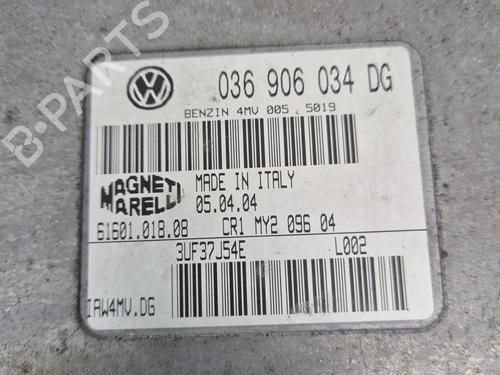 036 906 034 DG
BENZIN 4MV 005 5019
MAGNETI
MARELLI
MADE IN ITALY
05.04.04
61601.018.08 CR1 MY2 096 04
3UF37J54E L002
IAW4MV.DG